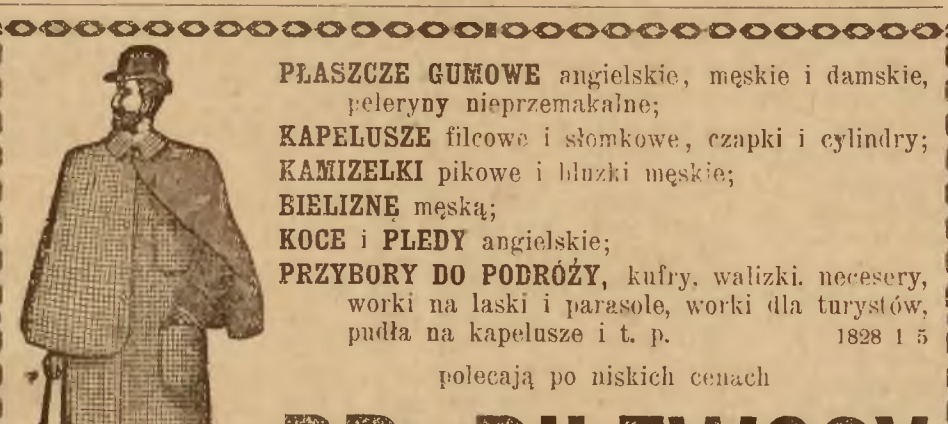 PŁASZCZE GUMOWE angielskie, męskie i damskie,
peleryny nieprzemakalne;
KAPELUSZE filcowe i słomkowe, czapki i cylindry;
KAMIZELKI pikowe i bluzki męskie;
BIELIZNĘ męską;
KOCE i PLEDY angielskie;
PRZYBORY DO PODRÓŻY, kufry, walizki. necesery,
worki na laski i parasole, worki dla turystów,
pudła na kapelusze i t. p. 1828 1 5
polecają po niskich cenach